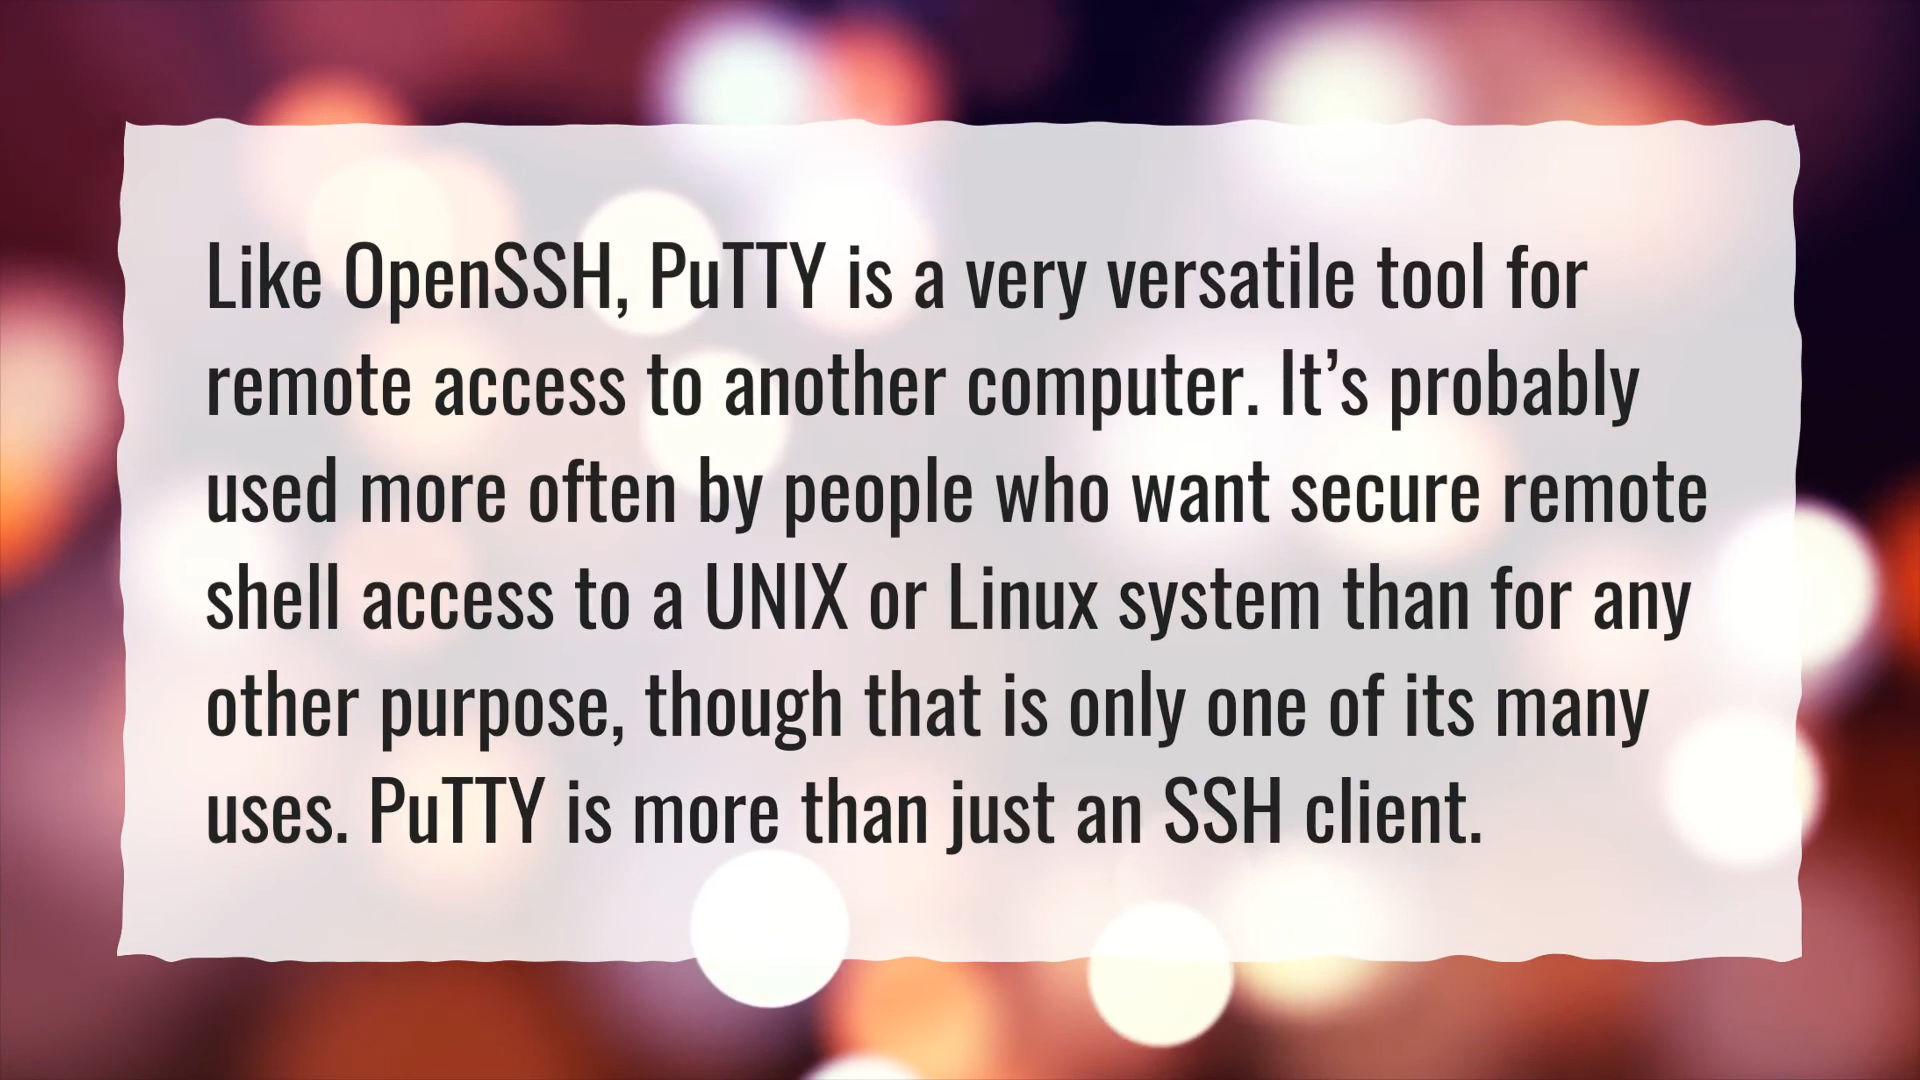 Like OpenSSH, PuTTY is a very versatile tool for
remote access to another computer. It’s probably
used more often by people who want secure remote
shell access to a UNIX or Linux system than for any
other purpose, though that is only one of its many
uses. PuTTY is more than just an SSH client.